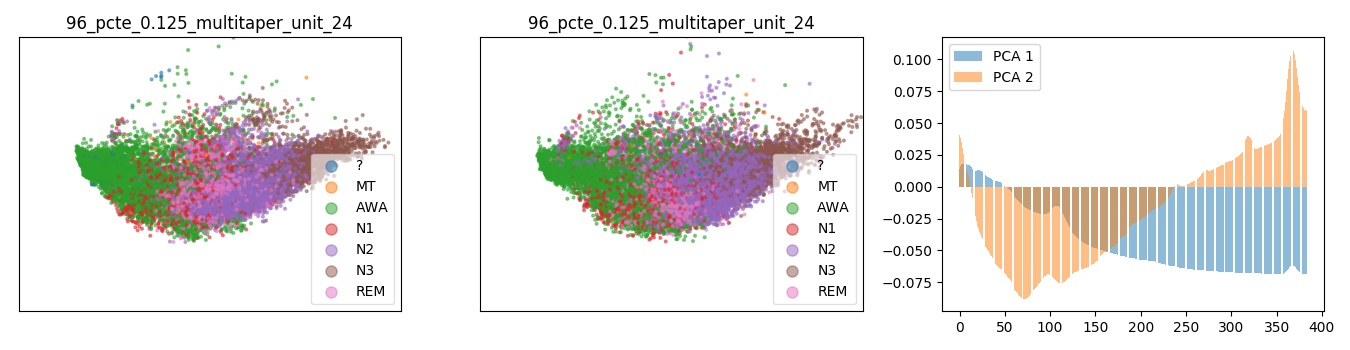 96_pcte_0.125_multitaper_unit_24
?
MT
AWA
N1
N2
N3
REM
96_pcte_0.125_multitaper_unit_24
?
MT
AWA
N1
N2
N3
REM
PCA 1
PCA 2
0.100
0.075
0.050
0.025
0.000
−0.025
−0.050
−0.075
0 50 100 150 200 250 300 350 400